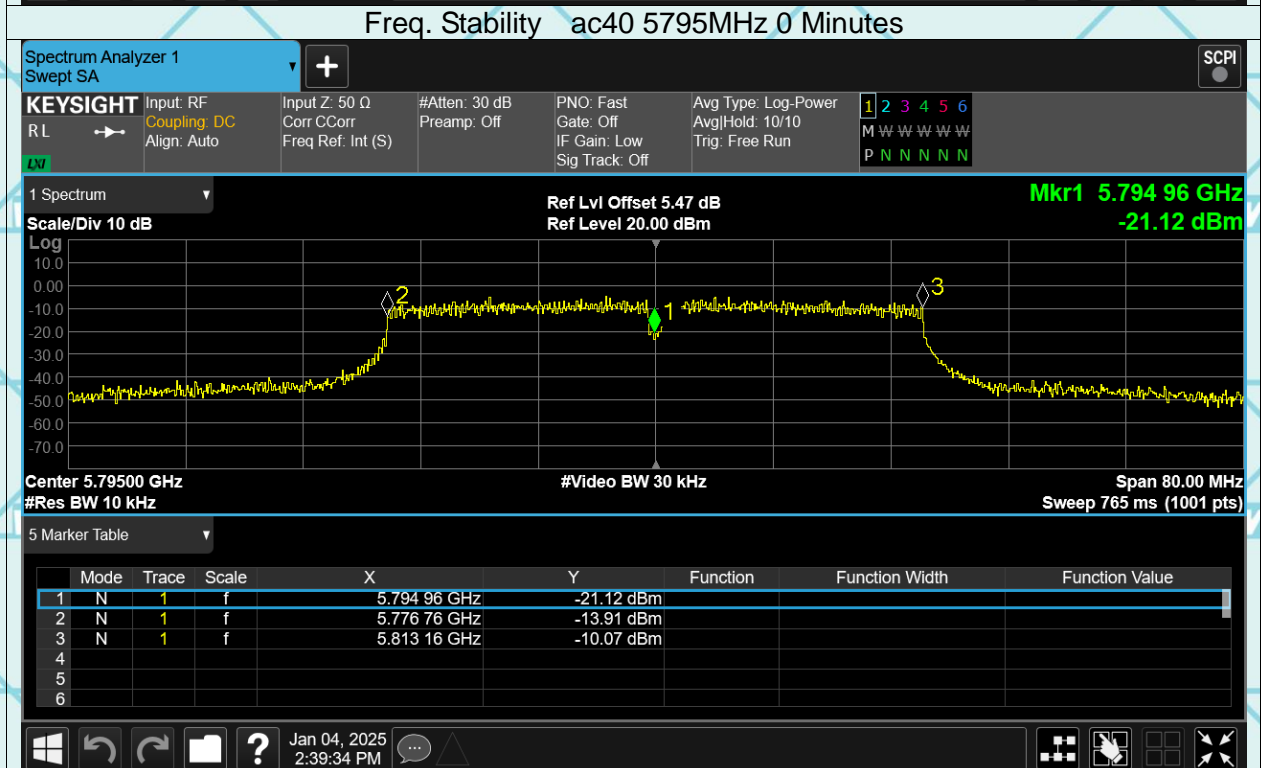 Freq. Stability ac40 5795MHz 0 Minutes
Spectrum Analyzer 1
Swept SA
+
SCPI
KEYSIGHT Input: RF Input Z: 50 Ω #Atten: 30 dB PNO: Fast Avg Type: Log-Power 1 2 3 4 5 6
R L Coupling: DC Corr CCorr Preamp: Off Gate: Off Avg|Hold: 10/10 M W W W W W
Align: Auto Freq Ref: Int (S) IF Gain: Low Trig: Free Run
LXI Sig Track: Off P N N N N N
1 Spectrum Mkr1 5.794 96 GHz
Ref Lvl Offset 5.47 dB
Scale/Div 10 dB Ref Level 20.00 dBm -21.12 dBm
Log
10.0
0.00
-10.0
-20.0
-30.0
-40.0
-50.0
-60.0
-70.0
2
1
3
Center 5.79500 GHz #Video BW 30 kHz Span 80.00 MHz
#Res BW 10 kHz Sweep 765 ms (1001 pts)
5 Marker Table
Mode Trace Scale X Y Function Function Width Function Value
1 N 1 f 5.794 96 GHz -21.12 dBm
2 N 1 f 5.776 76 GHz -13.91 dBm
3 N 1 f 5.813 16 GHz -10.07 dBm
4
5
6
? Jan 04, 2025
2:39:34 PM